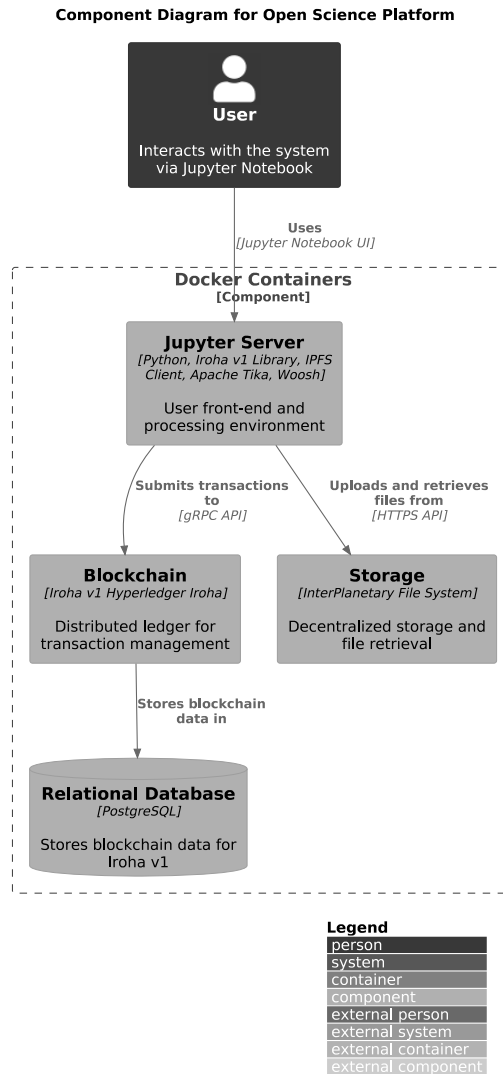 Component Diagram for Open Science Platform
User
Interacts with the system
via Jupyter Notebook
Uses
[Jupyter Notebook UI]
Docker Containers
[Component]
Jupyter Server
[Python, Iroha v1 Library, IPFS
Client, Apache Tika, Woosh]
User front-end and
processing environment
Submits transactions
to
[gRPC API]
Uploads and retrieves
files from
[HTTPS API]
Blockchain
[Iroha v1 Hyperledger Iroha]
Distributed ledger for
transaction management
Storage
[InterPlanetary File System]
Decentralized storage and
file retrieval
Stores blockchain
data in
Relational Database
[PostgreSQL]
Stores blockchain data for
Iroha v1
Legend
person
system
container
component
external person
external system
external container
external component